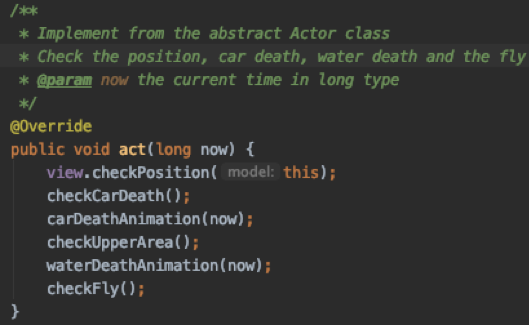 /**
 * Implement from the abstract Actor class
 * Check the position, car death, water death and the fly
 * @param now the current time in long type
 */
@Override
public void act(long now) {
    view.checkPosition( model: this);
    checkCarDeath();
    carDeathAnimation(now);
    checkUpperArea();
    waterDeathAnimation(now);
    checkFly();
}